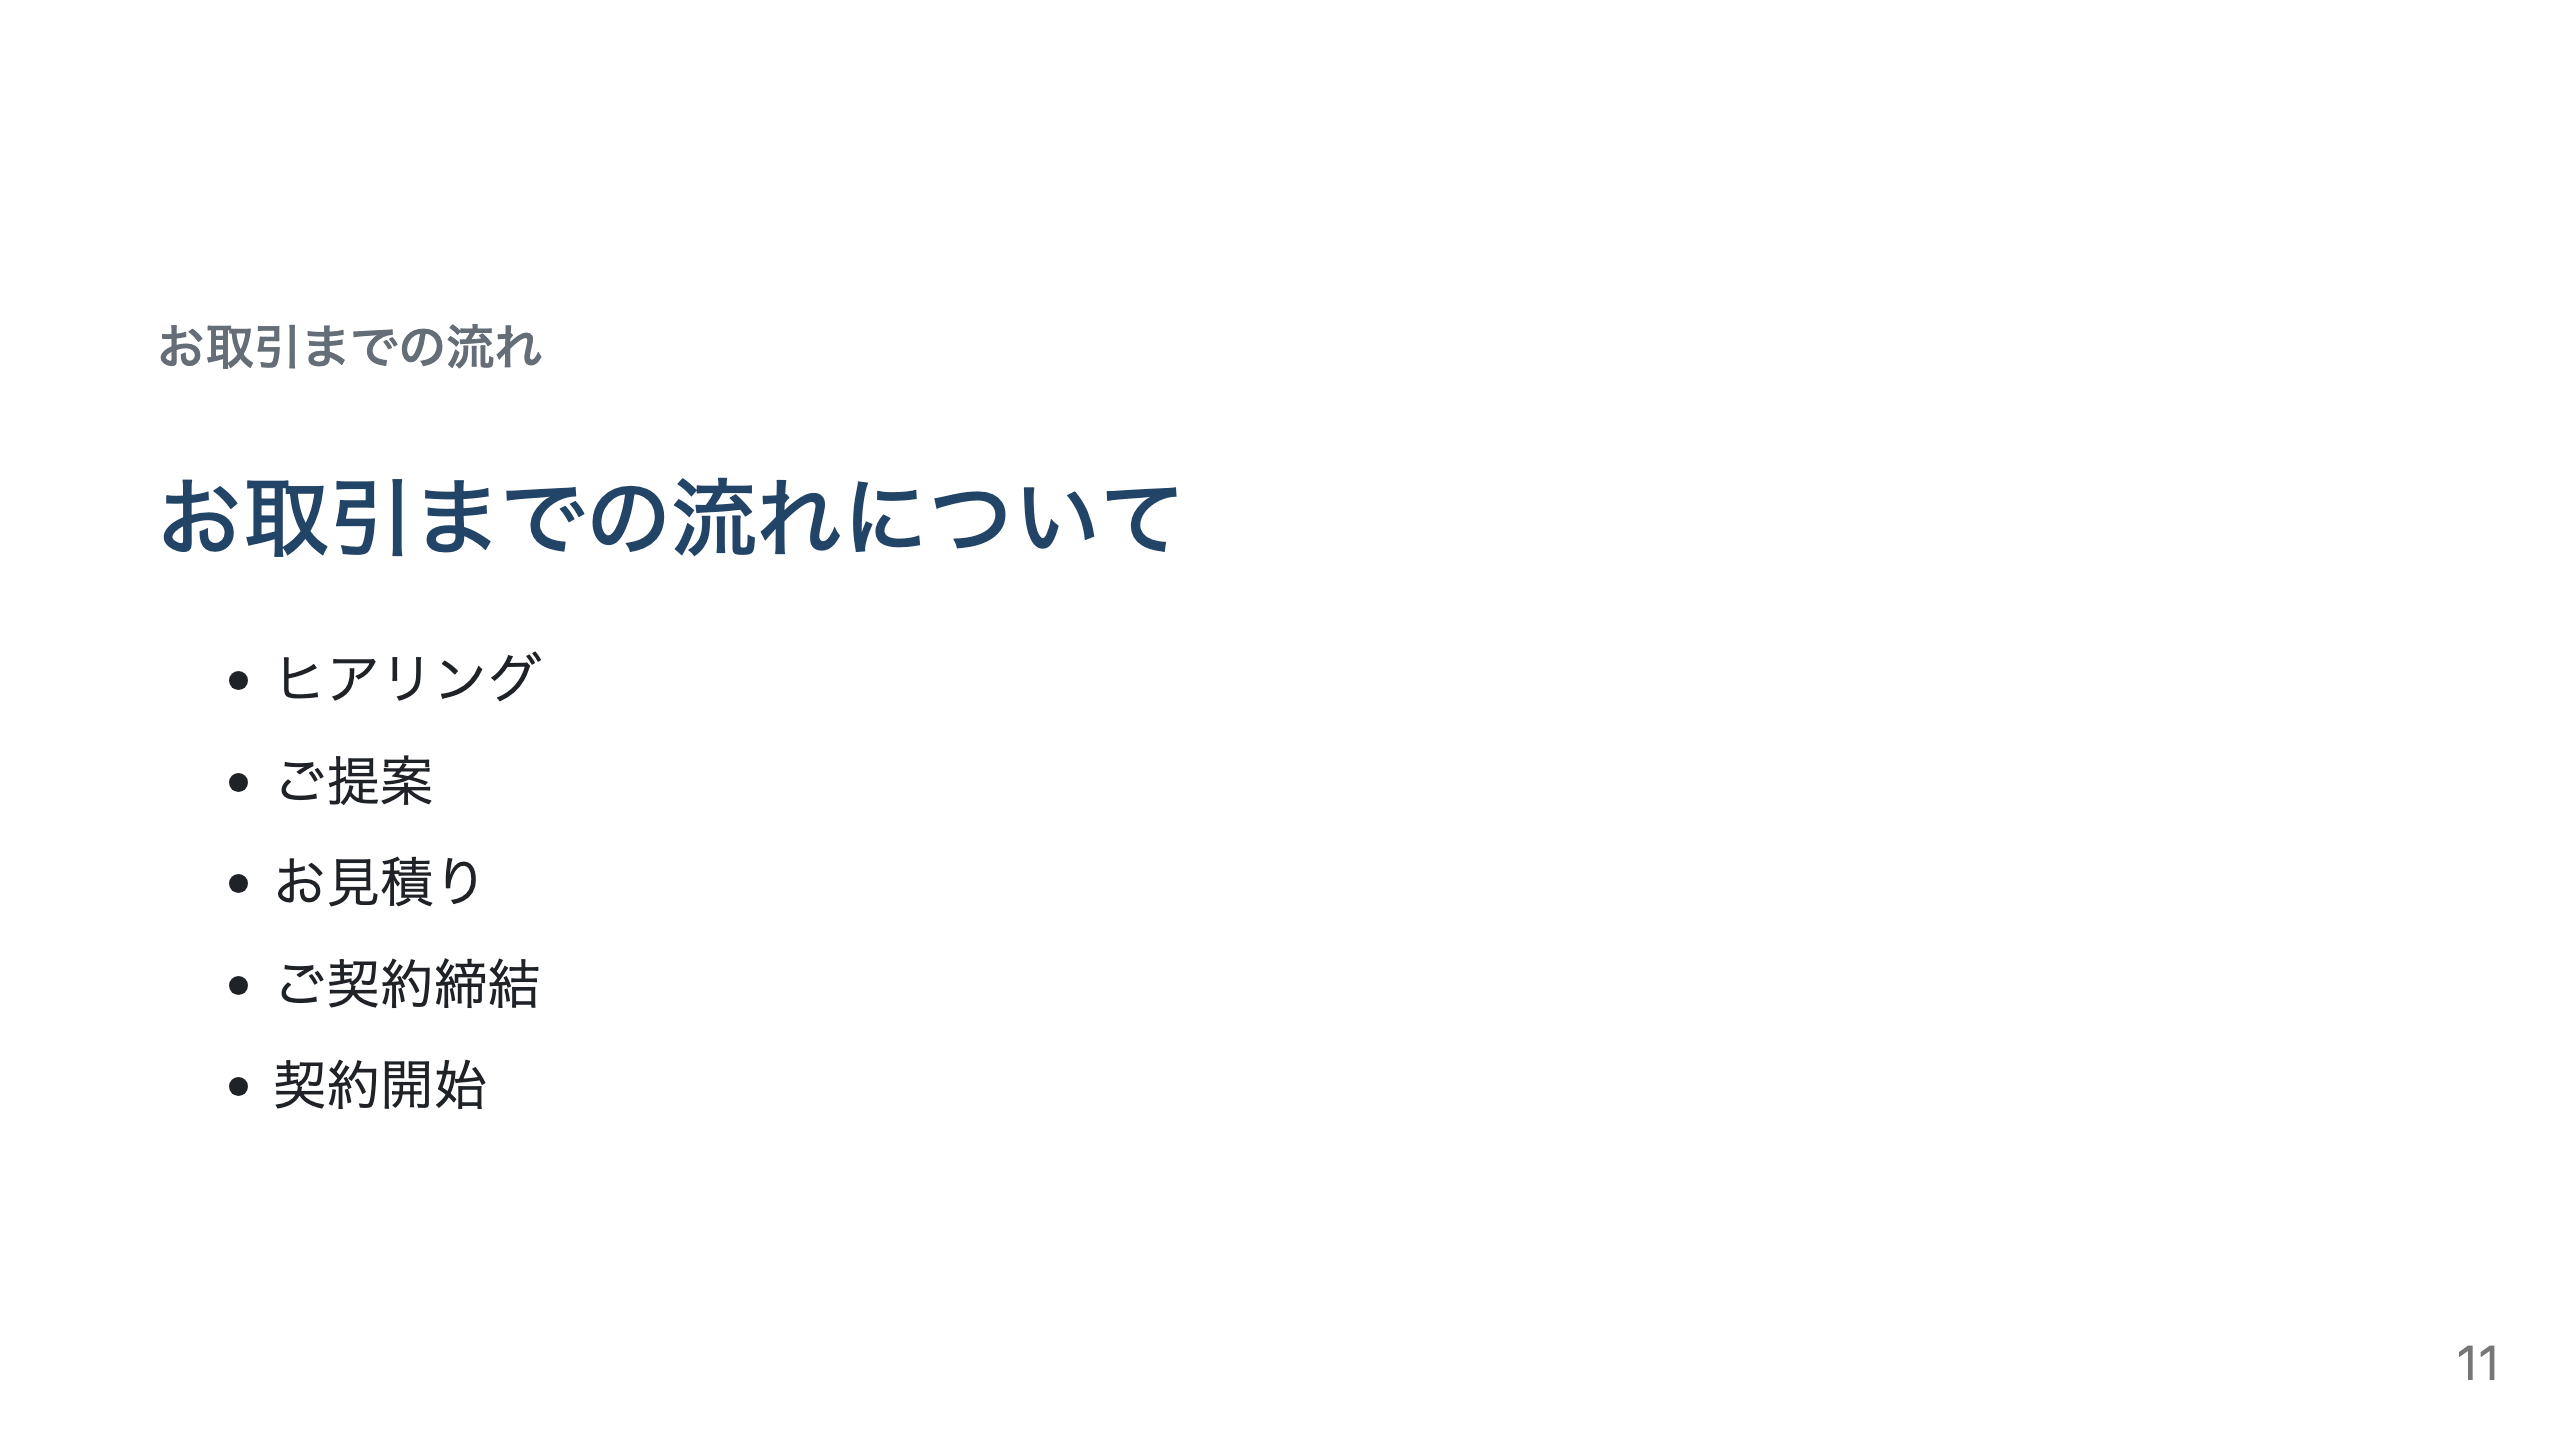 お取引までの流れ
お取引までの流れについて
• ヒアリング
• ご提案
• お見積り
• ご契約締結
• 契約開始
11